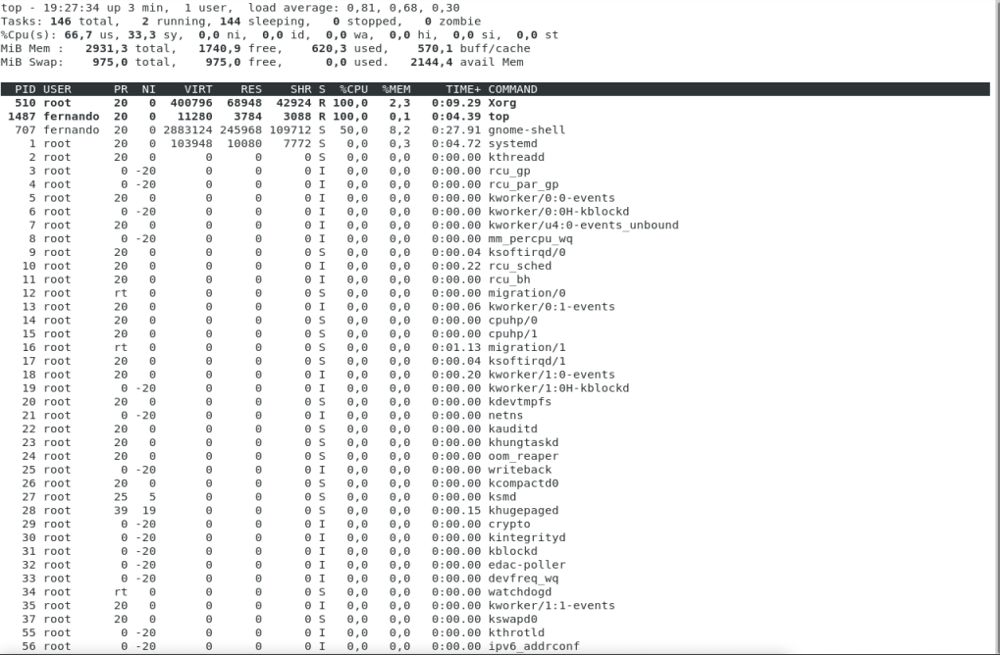 top - 19:27:34 up 3 min,  1 user,  load average: 0,81, 0,68, 0,30
Tasks: 146 total,   2 running, 144 sleeping,   0 stopped,   0 zombie
%Cpu(s): 66,7 us, 33,3 sy,  0,0 ni,  0,0 id,  0,0 wa,  0,0 hi,  0,0 si,  0,0 st
MiB Mem :   2931,3 total,   1740,9 free,    620,3 used,    570,1 buff/cache
MiB Swap:    975,0 total,    975,0 free,      0,0 used.   2144,4 avail Mem
PID USER      PR  NI    VIRT    RES    SHR S  %CPU  %MEM     TIME+ COMMAND
510 root      20   0  400796  68948  42924 R 100,0   2,3   0:09.29 Xorg
1487 fernando  20   0   11280   3784   3088 R 100,0   0,1   0:04.39 top
707 fernando  20   0 2883124 245968 109712 S  50,0   8,2   0:27.91 gnome-shell
1 root      20   0  103948  10080   7772 S   0,0   0,3   0:04.72 systemd
2 root      20   0       0      0      0 S   0,0   0,0   0:00.00 kthreadd
3 root       0 -20       0      0      0 I   0,0   0,0   0:00.00 rcu_gp
4 root       0 -20       0      0      0 I   0,0   0,0   0:00.00 rcu_par_gp
5 root      20   0       0      0      0 I   0,0   0,0   0:00.00 kworker/0:0-events
6 root       0 -20       0      0      0 I   0,0   0,0   0:00.00 kworker/0:0H-kblockd
7 root      20   0       0      0      0 I   0,0   0,0   0:00.00 kworker/u4:0-events_unbound
8 root       0 -20       0      0      0 I   0,0   0,0   0:00.00 mm_percpu_wq
9 root      20   0       0      0      0 S   0,0   0,0   0:00.04 ksoftirqd/0
10 root      20   0       0      0      0 I   0,0   0,0   0:00.22 rcu_sched
11 root      20   0       0      0      0 I   0,0   0,0   0:00.00 rcu_bh
12 root      rt   0       0      0      0 S   0,0   0,0   0:00.00 migration/0
13 root      20   0       0      0      0 I   0,0   0,0   0:00.06 kworker/0:1-events
14 root      20   0       0      0      0 S   0,0   0,0   0:00.00 cpuhp/0
15 root      20   0       0      0      0 S   0,0   0,0   0:00.00 cpuhp/1
16 root      rt   0       0      0      0 S   0,0   0,0   0:01.13 migration/1
17 root      20   0       0      0      0 S   0,0   0,0   0:00.04 ksoftirqd/1
18 root      20   0       0      0      0 I   0,0   0,0   0:00.20 kworker/1:0-events
19 root       0 -20       0      0      0 I   0,0   0,0   0:00.00 kworker/1:0H-kblockd
20 root      20   0       0      0      0 S   0,0   0,0   0:00.00 kdevtmpfs
21 root       0 -20       0      0      0 I   0,0   0,0   0:00.00 netns
22 root      20   0       0      0      0 S   0,0   0,0   0:00.00 kauditd
23 root      20   0       0      0      0 S   0,0   0,0   0:00.00 khungtaskd
24 root      20   0       0      0      0 S   0,0   0,0   0:00.00 oom_reaper
25 root       0 -20       0      0      0 I   0,0   0,0   0:00.00 writeback
26 root      20   0       0      0      0 S   0,0   0,0   0:00.00 kcompactd0
27 root      25   5       0      0      0 S   0,0   0,0   0:00.00 ksmd
28 root      39  19       0      0      0 S   0,0   0,0   0:00.15 khugepaged
29 root       0 -20       0      0      0 I   0,0   0,0   0:00.00 crypto
30 root       0 -20       0      0      0 I   0,0   0,0   0:00.00 kintegrityd
31 root       0 -20       0      0      0 I   0,0   0,0   0:00.00 kblockd
32 root       0 -20       0      0      0 I   0,0   0,0   0:00.00 edac-poller
33 root       0 -20       0      0      0 I   0,0   0,0   0:00.00 devfreq_wq
34 root      rt   0       0      0      0 S   0,0   0,0   0:00.00 watchdogd
35 root      20   0       0      0      0 I   0,0   0,0   0:00.00 kworker/1:1-events
37 root      20   0       0      0      0 S   0,0   0,0   0:00.00 kswapd0
55 root       0 -20       0      0      0 I   0,0   0,0   0:00.00 kthrotld
56 root       0 -20       0      0      0 I   0,0   0,0   0:00.00 ipv6_addrconf